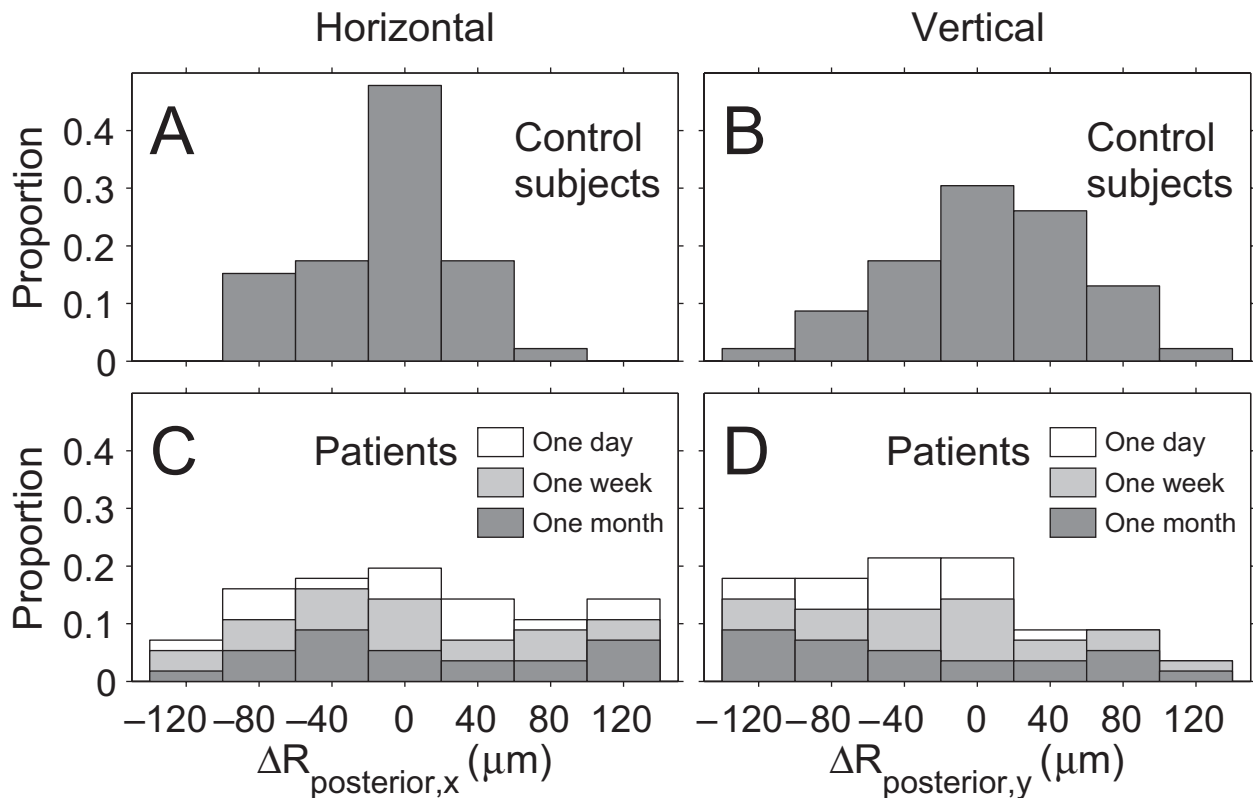 Horizontal
Vertical
A
Control
subjects
B
Control
subjects
Proportion
0.4
0.3
0.2
0.1
0
C
Patients
One day
One week
One month
D
Patients
One day
One week
One month
Proportion
0.4
0.3
0.2
0.1
0
−120 −80 −40 0 40 80 120
−120 −80 −40 0 40 80 120
ΔRposterior,x (μm)
ΔRposterior,y (μm)